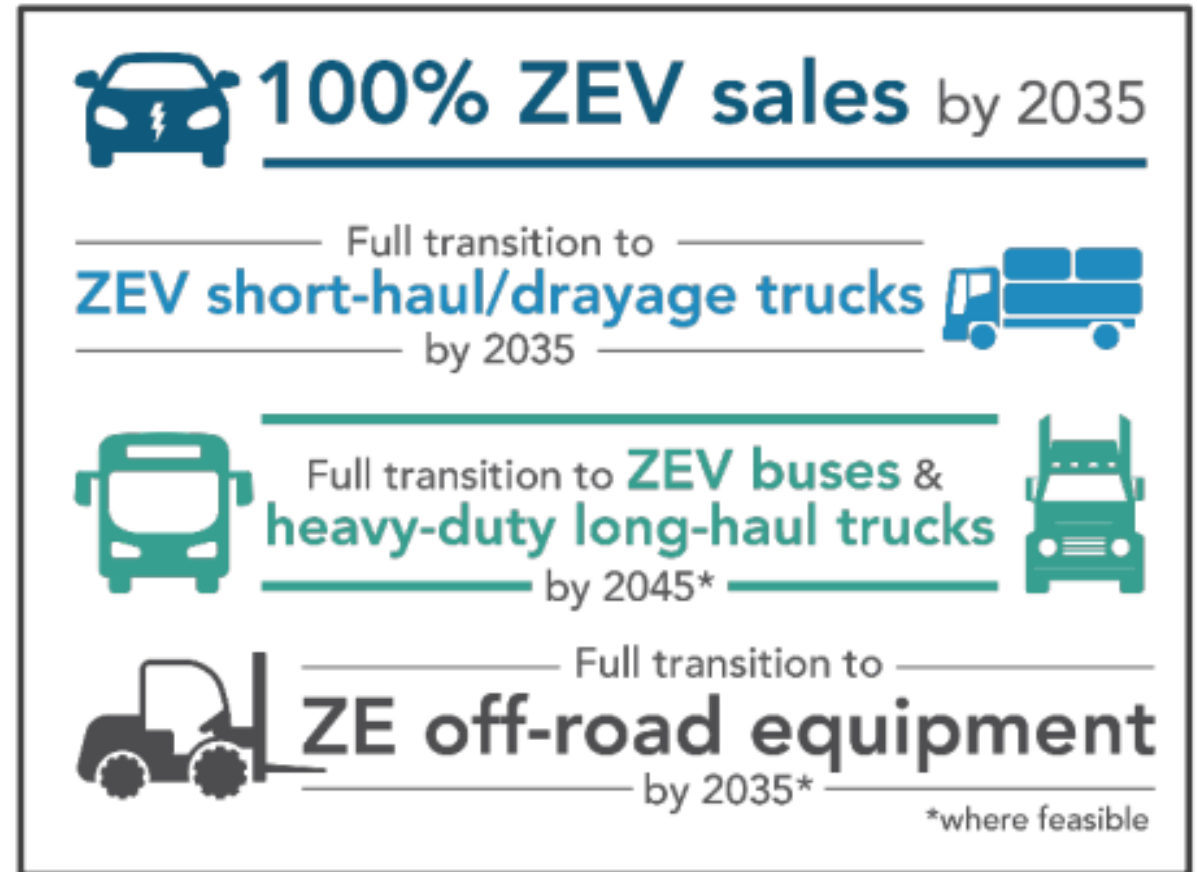 100% ZEV sales by 2035
Full transition to
ZEV short-haul/drayage trucks
by 2035
Full transition to ZEV buses &
heavy-duty long-haul trucks
by 2045*
Full transition to
ZE off-road equipment
by 2035*
*where feasible